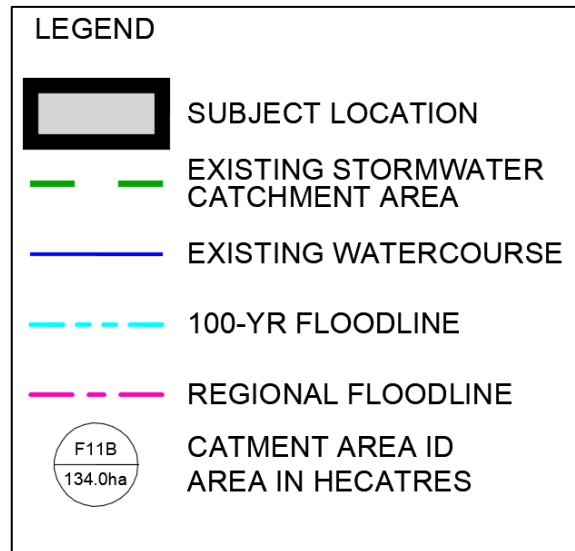 LEGEND
SUBJECT LOCATION
EXISTING STORMWATER
CATCHMENT AREA
EXISTING WATERCOURSE
100-YR FLOODLINE
REGIONAL FLOODLINE
F11B
134.0ha
CATMENT AREA ID
AREA IN HECATRES